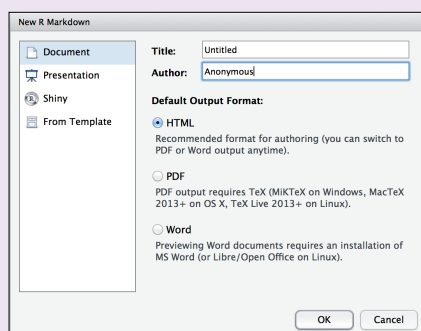 New R Markdown
Document
Presentation
Shiny
From Template
Title: Untitled
Author: Anonymous
Default Output Format:
HTML
Recommended format for authoring (you can switch to
PDF or Word output anytime).
PDF
PDF output requires TeX (MiKTeX on Windows, MacTeX
2013+ on OS X, TeX Live 2013+ on Linux).
Word
Previewing Word documents requires an installation of
MS Word (or Libre/Open Office on Linux).
OK Cancel